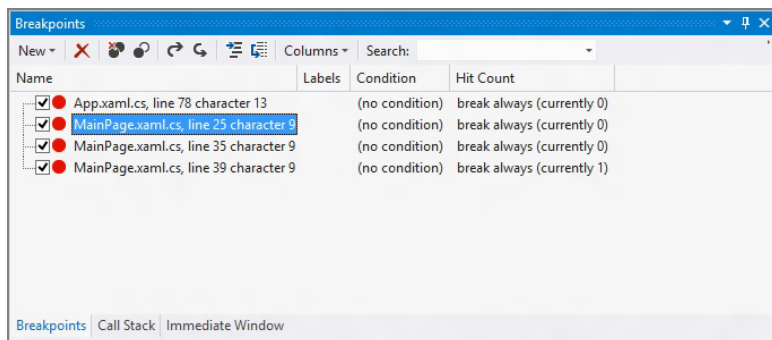 Breakpoints
New Columns Search:
Name Labels Condition Hit Count
App.xaml.cs, line 78 character 13 (no condition) break always (currently 0)
MainPage.xaml.cs, line 25 character 9 (no condition) break always (currently 0)
MainPage.xaml.cs, line 35 character 9 (no condition) break always (currently 0)
MainPage.xaml.cs, line 39 character 9 (no condition) break always (currently 1)
Breakpoints Call Stack Immediate Window